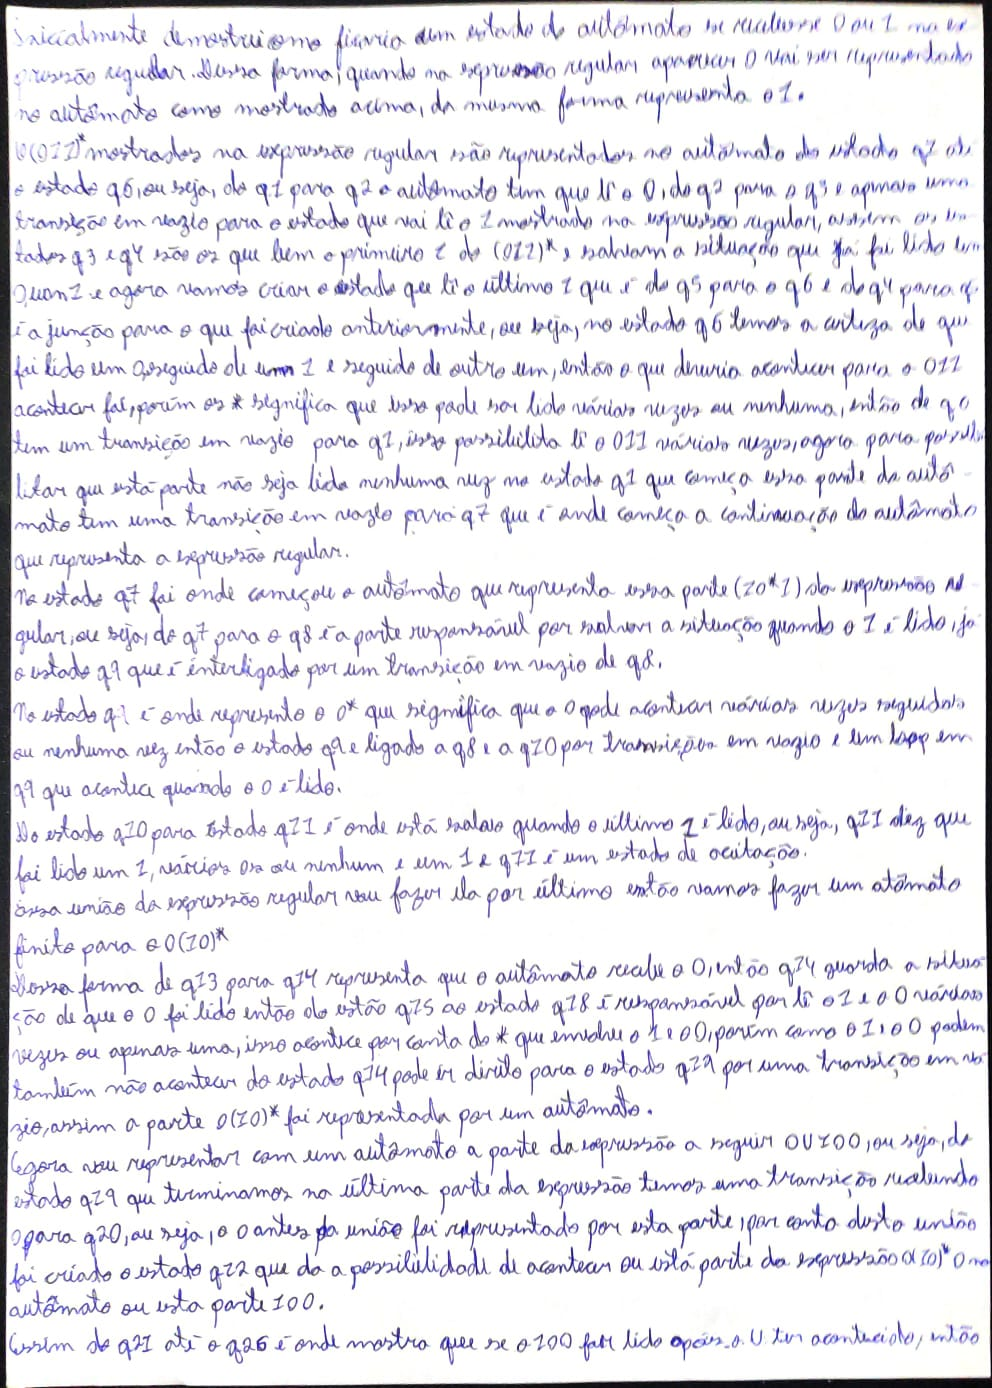 Inicialmente demostrei como ficaria um estado do autômato se recebesse 0 ou 1 na ex-
pressão regular. Dessa forma, quando na expressão regular aparecer 0 vai ser representado
no autômato como mostrado acima, da mesma forma representa o 1.
O (011)* mostrados na expressão regular são representados no autômato do estado q1 até
o estado q6, ou seja, do q1 para q2 o autômato tem que lê o 0, do q2 para o q3 é apenas uma
transição em vazio para o estado que vai lê o 1 mostrado na expressão regular, assim os es-
tados q3 e q4 são os que leem o primeiro 1 do (011)*, salvam a situação que já foi lido um
0 e um 1 e agora vamos criar o estado que lê o último 1 que é do q5 para o q6 e do q4 para
é a junção para o que foi criado anteriormente, ou seja, no estado q6 temos a certeza de que
foi lido um 0, seguido de um 1 e seguido de outro um, então o que deveria acontecer para o 011
acontecer foi, porém os * significa que isso pode ser lido várias vezes ou nenhuma, então de q6
tem um transição em vazio para q1, isso possibilita lê o 011 várias vezes, agora para possibi-
litar que está parte não seja lida nenhuma vez no estado q1 que começa essa parte do autô-
mato tem uma transição em vazio para q7 que é onde começa a continuação do autômato
que representa a expressão regular.
No estado q7 foi onde começou o autômato que representa essa parte (10*1) da expressão re-
gular, ou seja, do q7 para o q8 é a parte responsável por salvar a situação quando o 1 é lido, já
o estado q9 que é interligado por um transição em vazio de q8.
No estado q9 é onde represento o 0* que significa que o 0 pode acontecer várias vezes seguidas
ou nenhuma vez então o estado q9 e ligado a q8 e a q10 por transição em vazio e um loop em
q9 que acontece quando o 0 é lido.
Do estado q10 para estado q11 é onde está salvo quando o último 1 é lido, ou seja, q11 diz que
foi lido um 1, vários 0s ou nenhum e um 1 e q11 é um estado de aceitação.
essa união da expressão regular vou fazer ela por último então vamos fazer um atômato
finito para o 0(10)*
Dessa forma de q13 para q14 representa que o autômato recebe o 0, então q14 guarda a situa-
ção de que o 0 foi lido então do estão q15 ao estado q18 é responsável por lê o 1 e o 0 várias
vezes ou apenas uma, isso acontece por conta do * que envolve o 1 e o 0, porém como o 1 e o 0 podem
também não acontecer do estado q14 pode ir direto para o estado q19 por uma transição em va-
zio, assim a parte 0(10)* foi representada por um autômato.
Agora vou representar com um autômato a parte da expressão a seguir 0U100, ou seja, do
estado q19 que terminamos na última parte da expressão temos uma transição recebendo
0 para q20, ou seja, o 0 antes da união foi representado por esta parte, por conta desta união
foi criado o estado q12 que da a possibilidade de acontecer ou está parte da expressão 0(10)*0 no
autômato ou esta parte 100.
Assim do q21 até o q26 é onde mostra que se o 100 for lido após o U ter acontecido, então